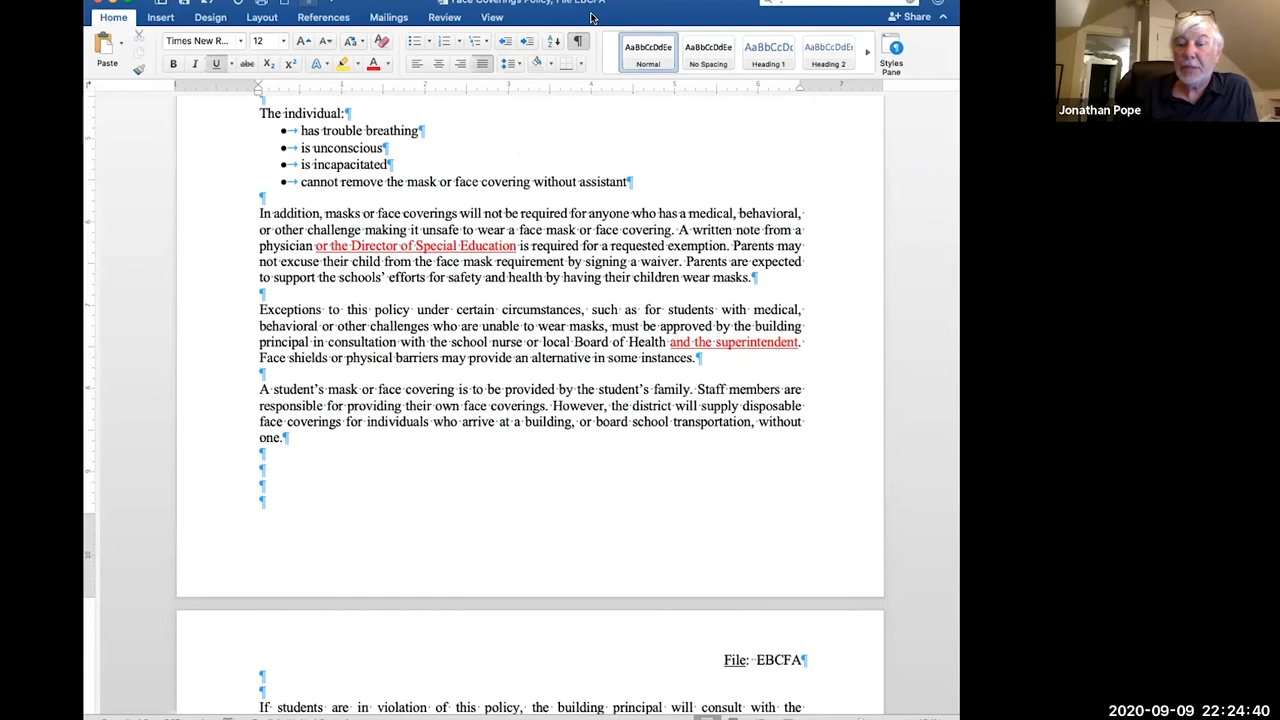 Face Coverings Policy, File EBCFA
Home Insert Design Layout References Mailings Review View Share
Paste Times New R... 12
AaBbCcDdEe AaBbCcDdEe AaBbCcDc AaBbCcDdEe
Normal No Spacing Heading 1 Heading 2 Styles Pane
The individual:¶
has trouble breathing¶
is unconscious¶
is incapacitated¶
cannot remove the mask or face covering without assistant¶
In addition, masks or face coverings will not be required for anyone who has a medical, behavioral,
or other challenge making it unsafe to wear a face mask or face covering. A written note from a
physician or the Director of Special Education is required for a requested exemption. Parents may
not excuse their child from the face mask requirement by signing a waiver. Parents are expected
to support the schools' efforts for safety and health by having their children wear masks.¶
Exceptions to this policy under certain circumstances, such as for students with medical,
behavioral or other challenges who are unable to wear masks, must be approved by the building
principal in consultation with the school nurse or local Board of Health and the superintendent.
Face shields or physical barriers may provide an alternative in some instances.¶
A student's mask or face covering is to be provided by the student's family. Staff members are
responsible for providing their own face coverings. However, the district will supply disposable
face coverings for individuals who arrive at a building, or board school transportation, without
one.¶
File: EBCFA¶
If students are in violation of this policy, the building principal will consult with the
Jonathan Pope
2020-09-09 22:24:40